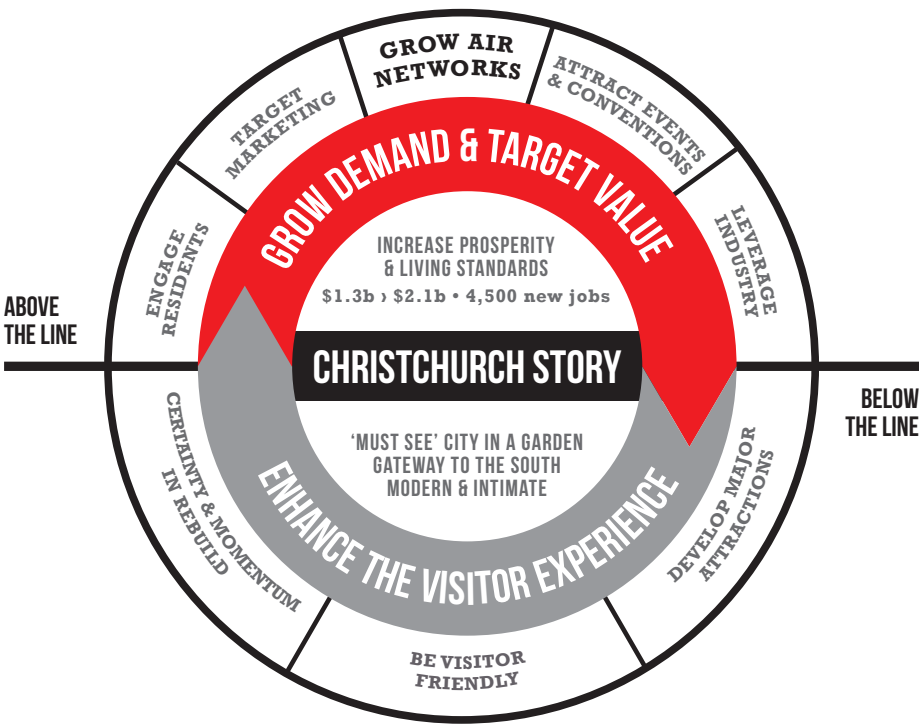 GROW AIR
NETWORKS
ATTRACT EVENTS
& CONVENTIONS
TARGET
MARKETING
LEVERAGE
INDUSTRY
ENGAGE
RESIDENTS
GROW DEMAND & TARGET VALUE
INCREASE PROSPERITY
& LIVING STANDARDS
$1.3b › $2.1b • 4,500 new jobs
ABOVE
THE LINE
CHRISTCHURCH STORY
BELOW
THE LINE
'MUST SEE' CITY IN A GARDEN
GATEWAY TO THE SOUTH
MODERN & INTIMATE
ENHANCE THE VISITOR EXPERIENCE
CERTAINTY & MOMENTUM
IN REBUILD
DEVELOP MAJOR
ATTRACTIONS
BE VISITOR
FRIENDLY